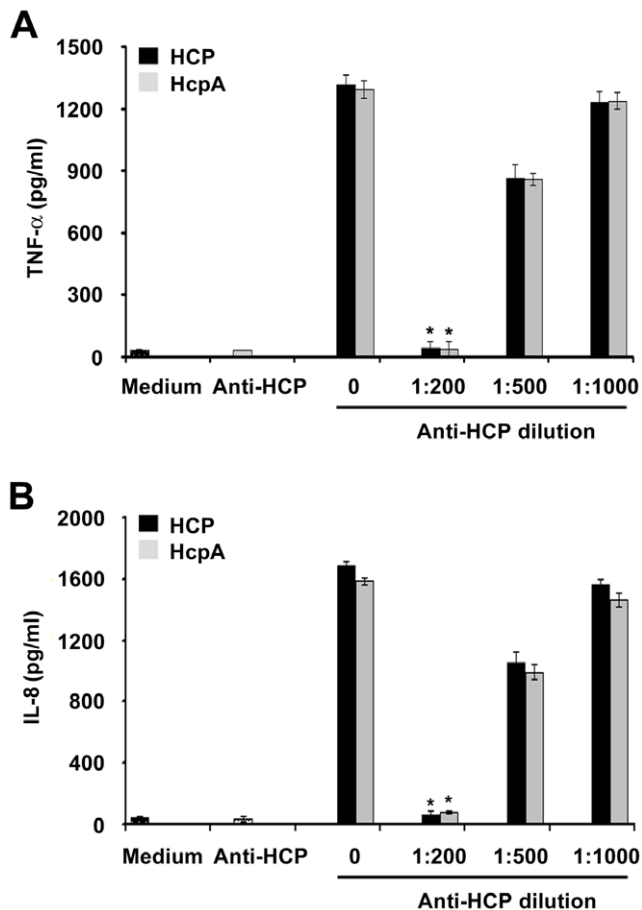 A
1500
1200
900
600
300
0
TNF-α (pg/ml)
HCP
HcpA
* *
Medium Anti-HCP 0 1:200 1:500 1:1000
Anti-HCP dilution
B
2000
1600
1200
800
400
0
IL-8 (pg/ml)
HCP
HcpA
* *
Medium Anti-HCP 0 1:200 1:500 1:1000
Anti-HCP dilution